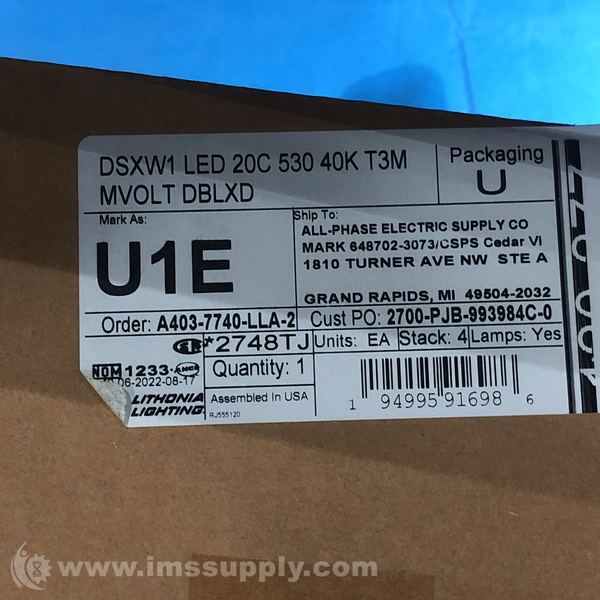 DSXW1 LED 20C 530 40K T3M
MVOLT DBLXD
Packaging
U
Mark As:
U1E
Ship To:
ALL-PHASE ELECTRIC SUPPLY CO
MARK 648702-3073/CSPS Cedar Vi
1810 TURNER AVE NW STE A
GRAND RAPIDS, MI 49504-2032
Order: A403-7740-LLA-2
Cust PO: 2700-PJB-993984C-0
*2748TJ
Units: EA
Stack: 4
Lamps: Yes
NOM 1233 ANCE
06-2022-08-17
Quantity: 1
LITHONIA
LIGHTING
Assembled In USA
RJ555120
1 94995 91698 6
www.imssupply.com